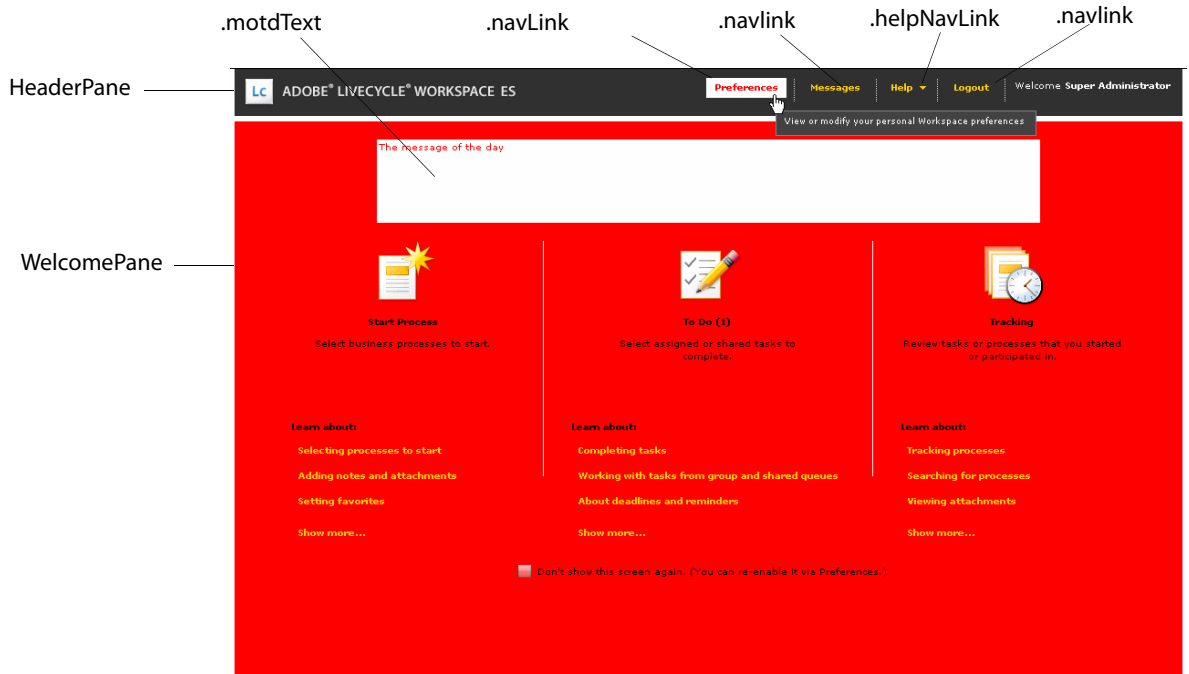 .motdText
.navLink
.navlink
.helpNavLink
.navlink
HeaderPane
Lc ADOBE® LIVECYCLE® WORKSPACE ES
Preferences
Messages
Help
Logout
Welcome Super Administrator
View or modify your personal Workspace preferences
The message of the day
WelcomePane
Start Process
Select business processes to start.
To Do (1)
Select assigned or shared tasks to
complete.
Tracking
Review tasks or processes that you started
or participated in.
Learn about:
Selecting processes to start
Adding notes and attachments
Setting favorites
Show more...
Learn about:
Completing tasks
Working with tasks from group and shared queues
About deadlines and reminders
Show more...
Learn about:
Tracking processes
Searching for processes
Viewing attachments
Show more...
Don't show this screen again. (You can re-enable it via Preferences.)